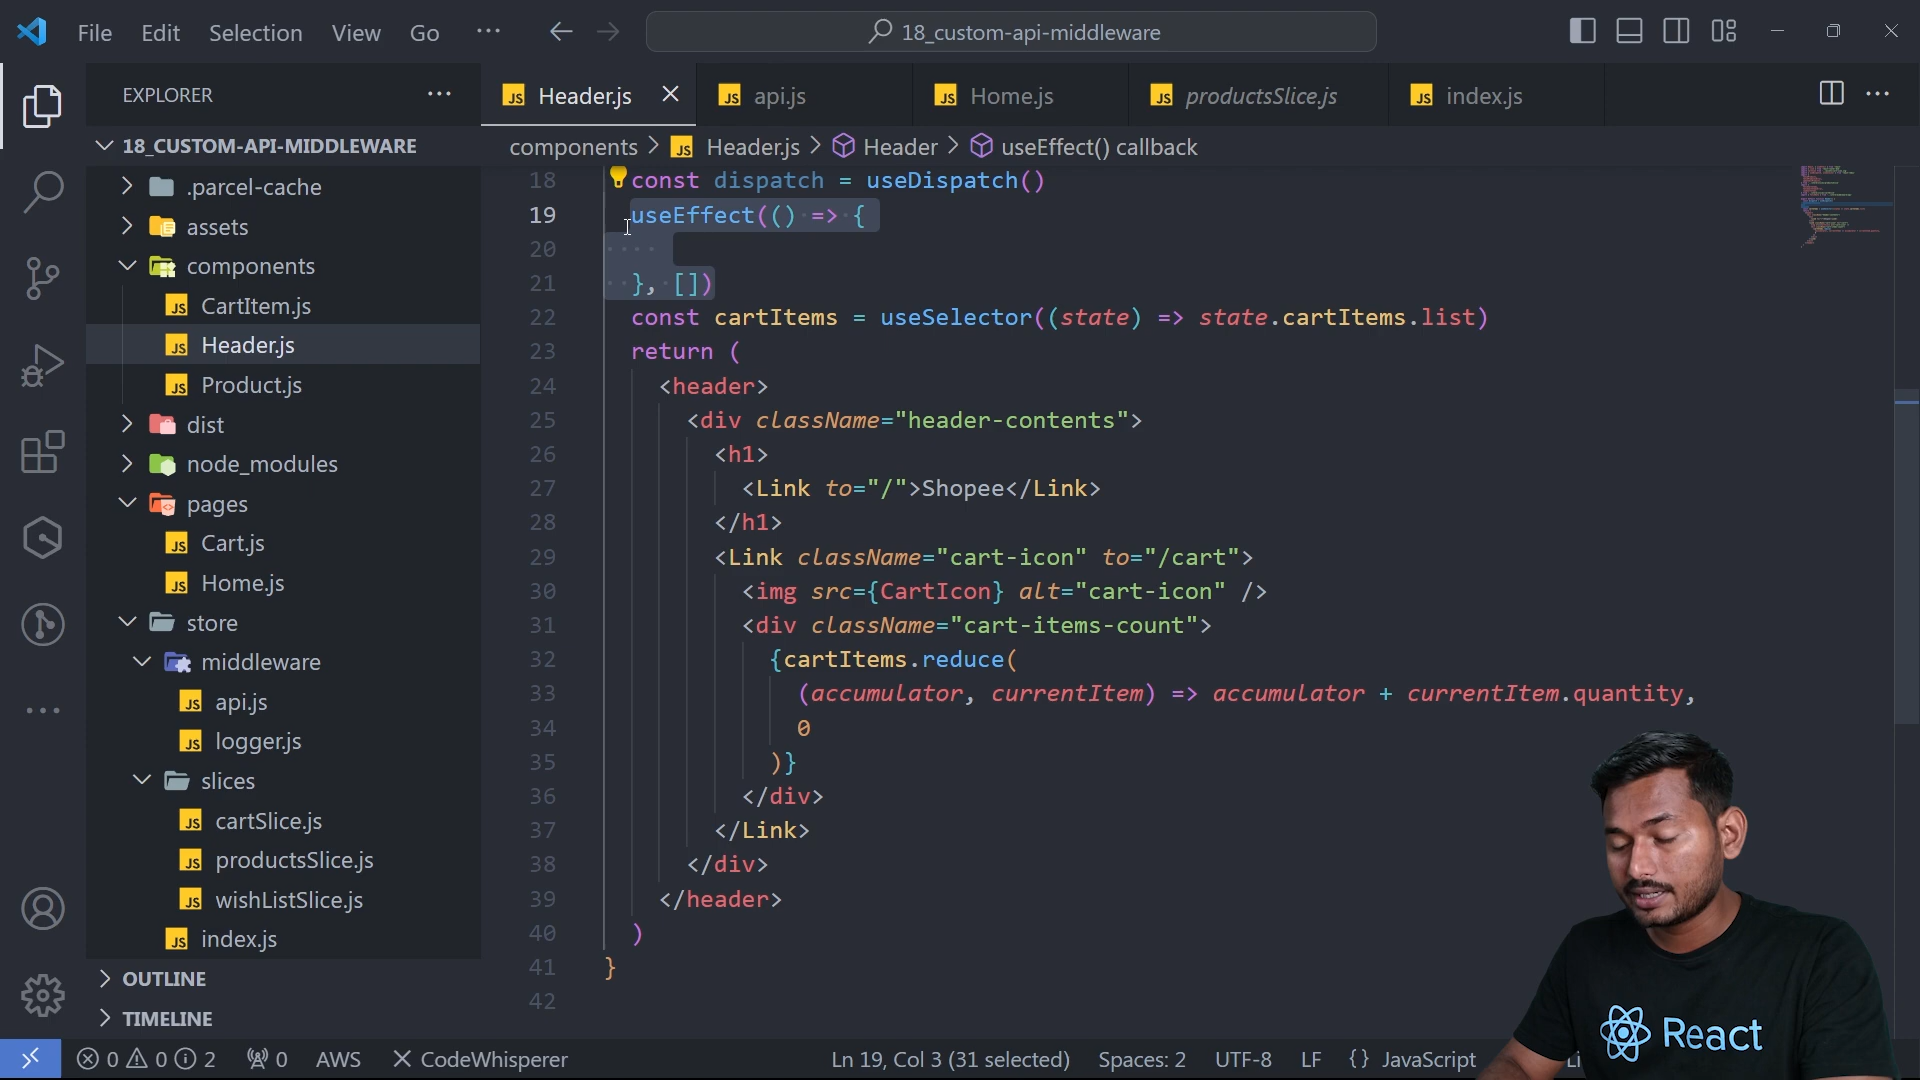 File Edit Selection View Go ··· 18_custom-api-middleware
EXPLORER ···
Header.js api.js Home.js productsSlice.js index.js
components > Header.js > Header > useEffect() callback
18_CUSTOM-API-MIDDLEWARE
.parcel-cache
assets
components
CartItem.js
Header.js
Product.js
dist
node_modules
pages
Cart.js
Home.js
store
middleware
api.js
logger.js
slices
cartSlice.js
productsSlice.js
wishListSlice.js
index.js
OUTLINE
TIMELINE
18 const dispatch = useDispatch()
19 useEffect(() => {
20
21 }, [])
22 const cartItems = useSelector((state) => state.cartItems.list)
23 return (
24 <header>
25 <div className="header-contents">
26 <h1>
27 <Link to="/">Shopee</Link>
28 </h1>
29 <Link className="cart-icon" to="/cart">
30 <img src={CartIcon} alt="cart-icon" />
31 <div className="cart-items-count">
32 {cartItems.reduce(
33 (accumulator, currentItem) => accumulator + currentItem.quantity,
34 0
35 )}
36 </div>
37 </Link>
38 </div>
39 </header>
40 )
41 }
42
React
0 0 2 0 AWS CodeWhisperer Ln 19, Col 3 (31 selected) Spaces: 2 UTF-8 LF {} JavaScript